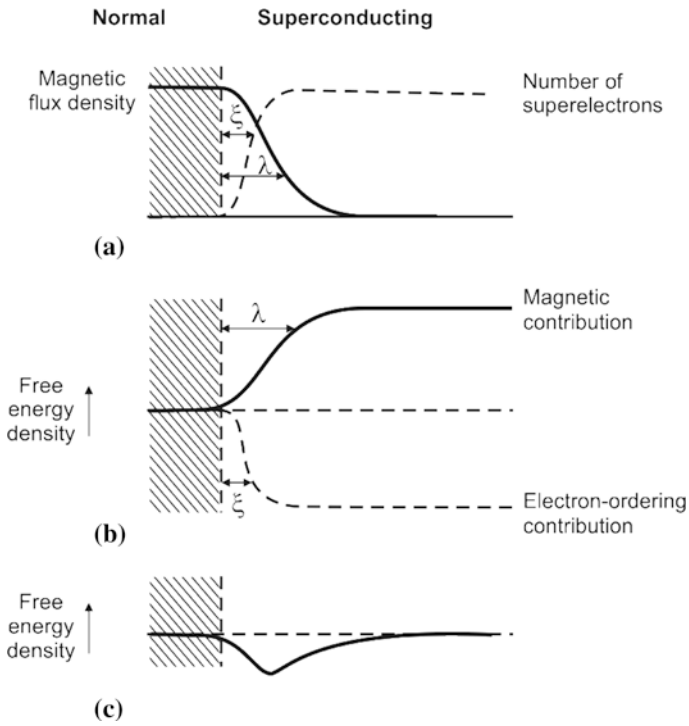 Normal
Superconducting
Magnetic
flux density
Number of
superelectrons
ξ
λ
(a)
Magnetic
contribution
λ
Free
energy
density
ξ
Electron-ordering
contribution
(b)
Free
energy
density
(c)